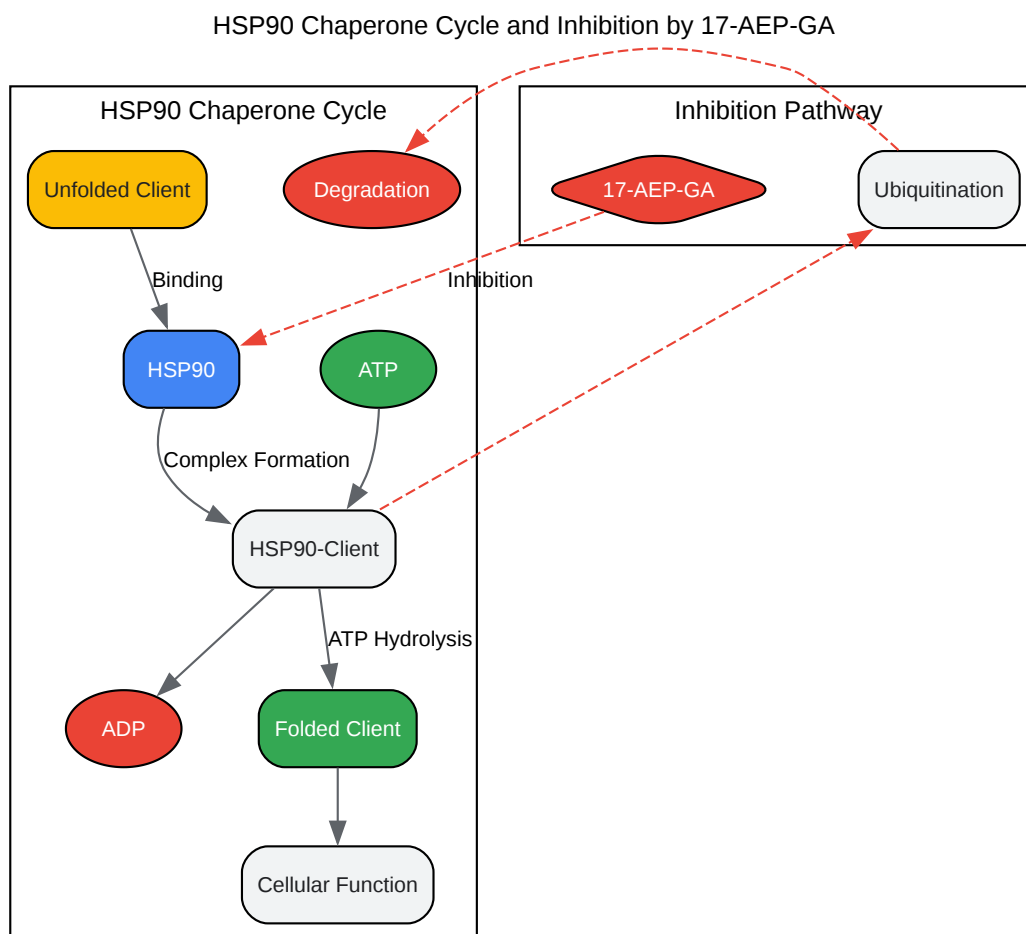 HSP90 Chaperone Cycle and Inhibition by 17-AEP-GA
HSP90 Chaperone Cycle
Inhibition Pathway
Unfolded Client
Degradation
17-AEP-GA
Ubiquitination
Binding
Inhibition
HSP90
ATP
Complex Formation
HSP90-Client
ATP Hydrolysis
ADP
Folded Client
Cellular Function